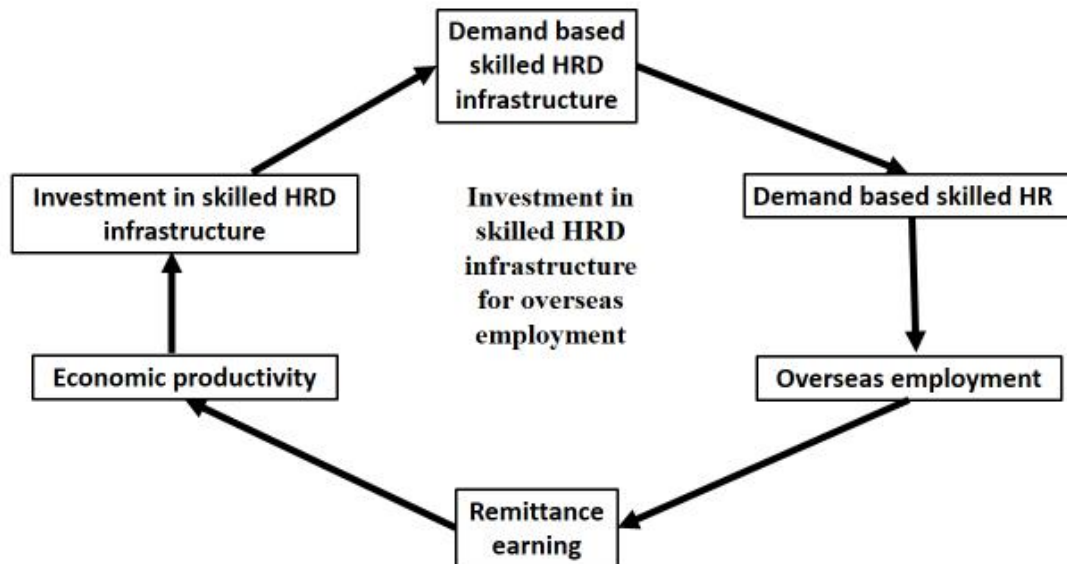 Demand based
skilled HRD
infrastructure
Investment in skilled HRD
infrastructure
Investment in
skilled HRD
infrastructure
for overseas
employment
Demand based skilled HR
Economic productivity
Overseas employment
Remittance
earning